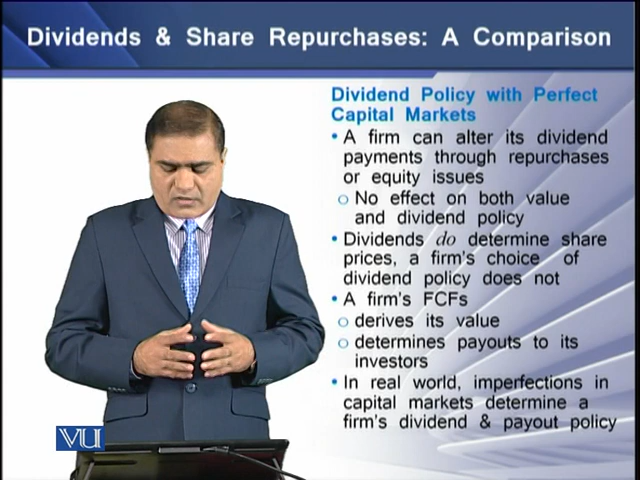 Dividends & Share Repurchases: A Comparison
Dividend Policy with Perfect
Capital Markets
• A firm can alter its dividend
payments through repurchases
or equity issues
o No effect on both value
and dividend policy
• Dividends do determine share
prices, a firm's choice of
dividend policy does not
• A firm's FCFs
o derives its value
o determines payouts to its
investors
• In real world, imperfections in
capital markets determine a
firm's dividend & payout policy
VU